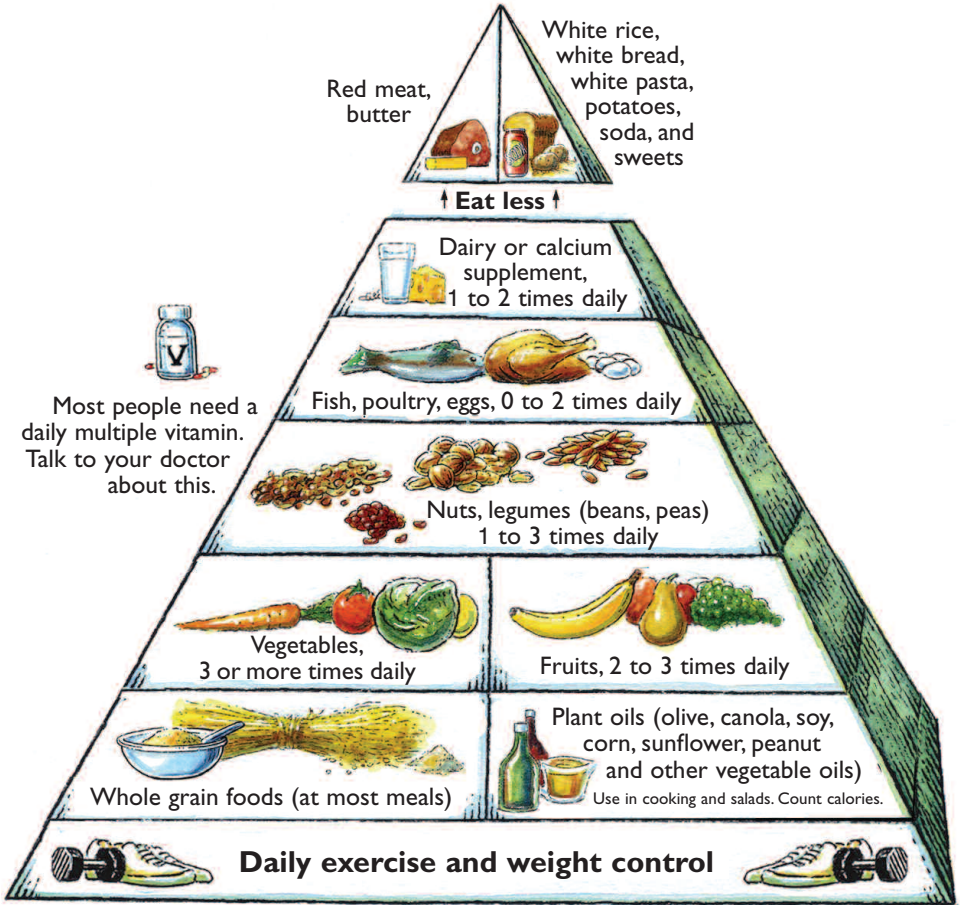 Red meat,
butter
White rice,
white bread,
white pasta,
potatoes,
soda, and
sweets
SODA
Eat less
Dairy or calcium
supplement,
1 to 2 times daily
V
Most people need a
daily multiple vitamin.
Talk to your doctor
about this.
Fish, poultry, eggs, 0 to 2 times daily
Nuts, legumes (beans, peas)
1 to 3 times daily
Vegetables,
3 or more times daily
Fruits, 2 to 3 times daily
Whole grain foods (at most meals)
Plant oils (olive, canola, soy,
corn, sunflower, peanut
and other vegetable oils)
Use in cooking and salads. Count calories.
Daily exercise and weight control